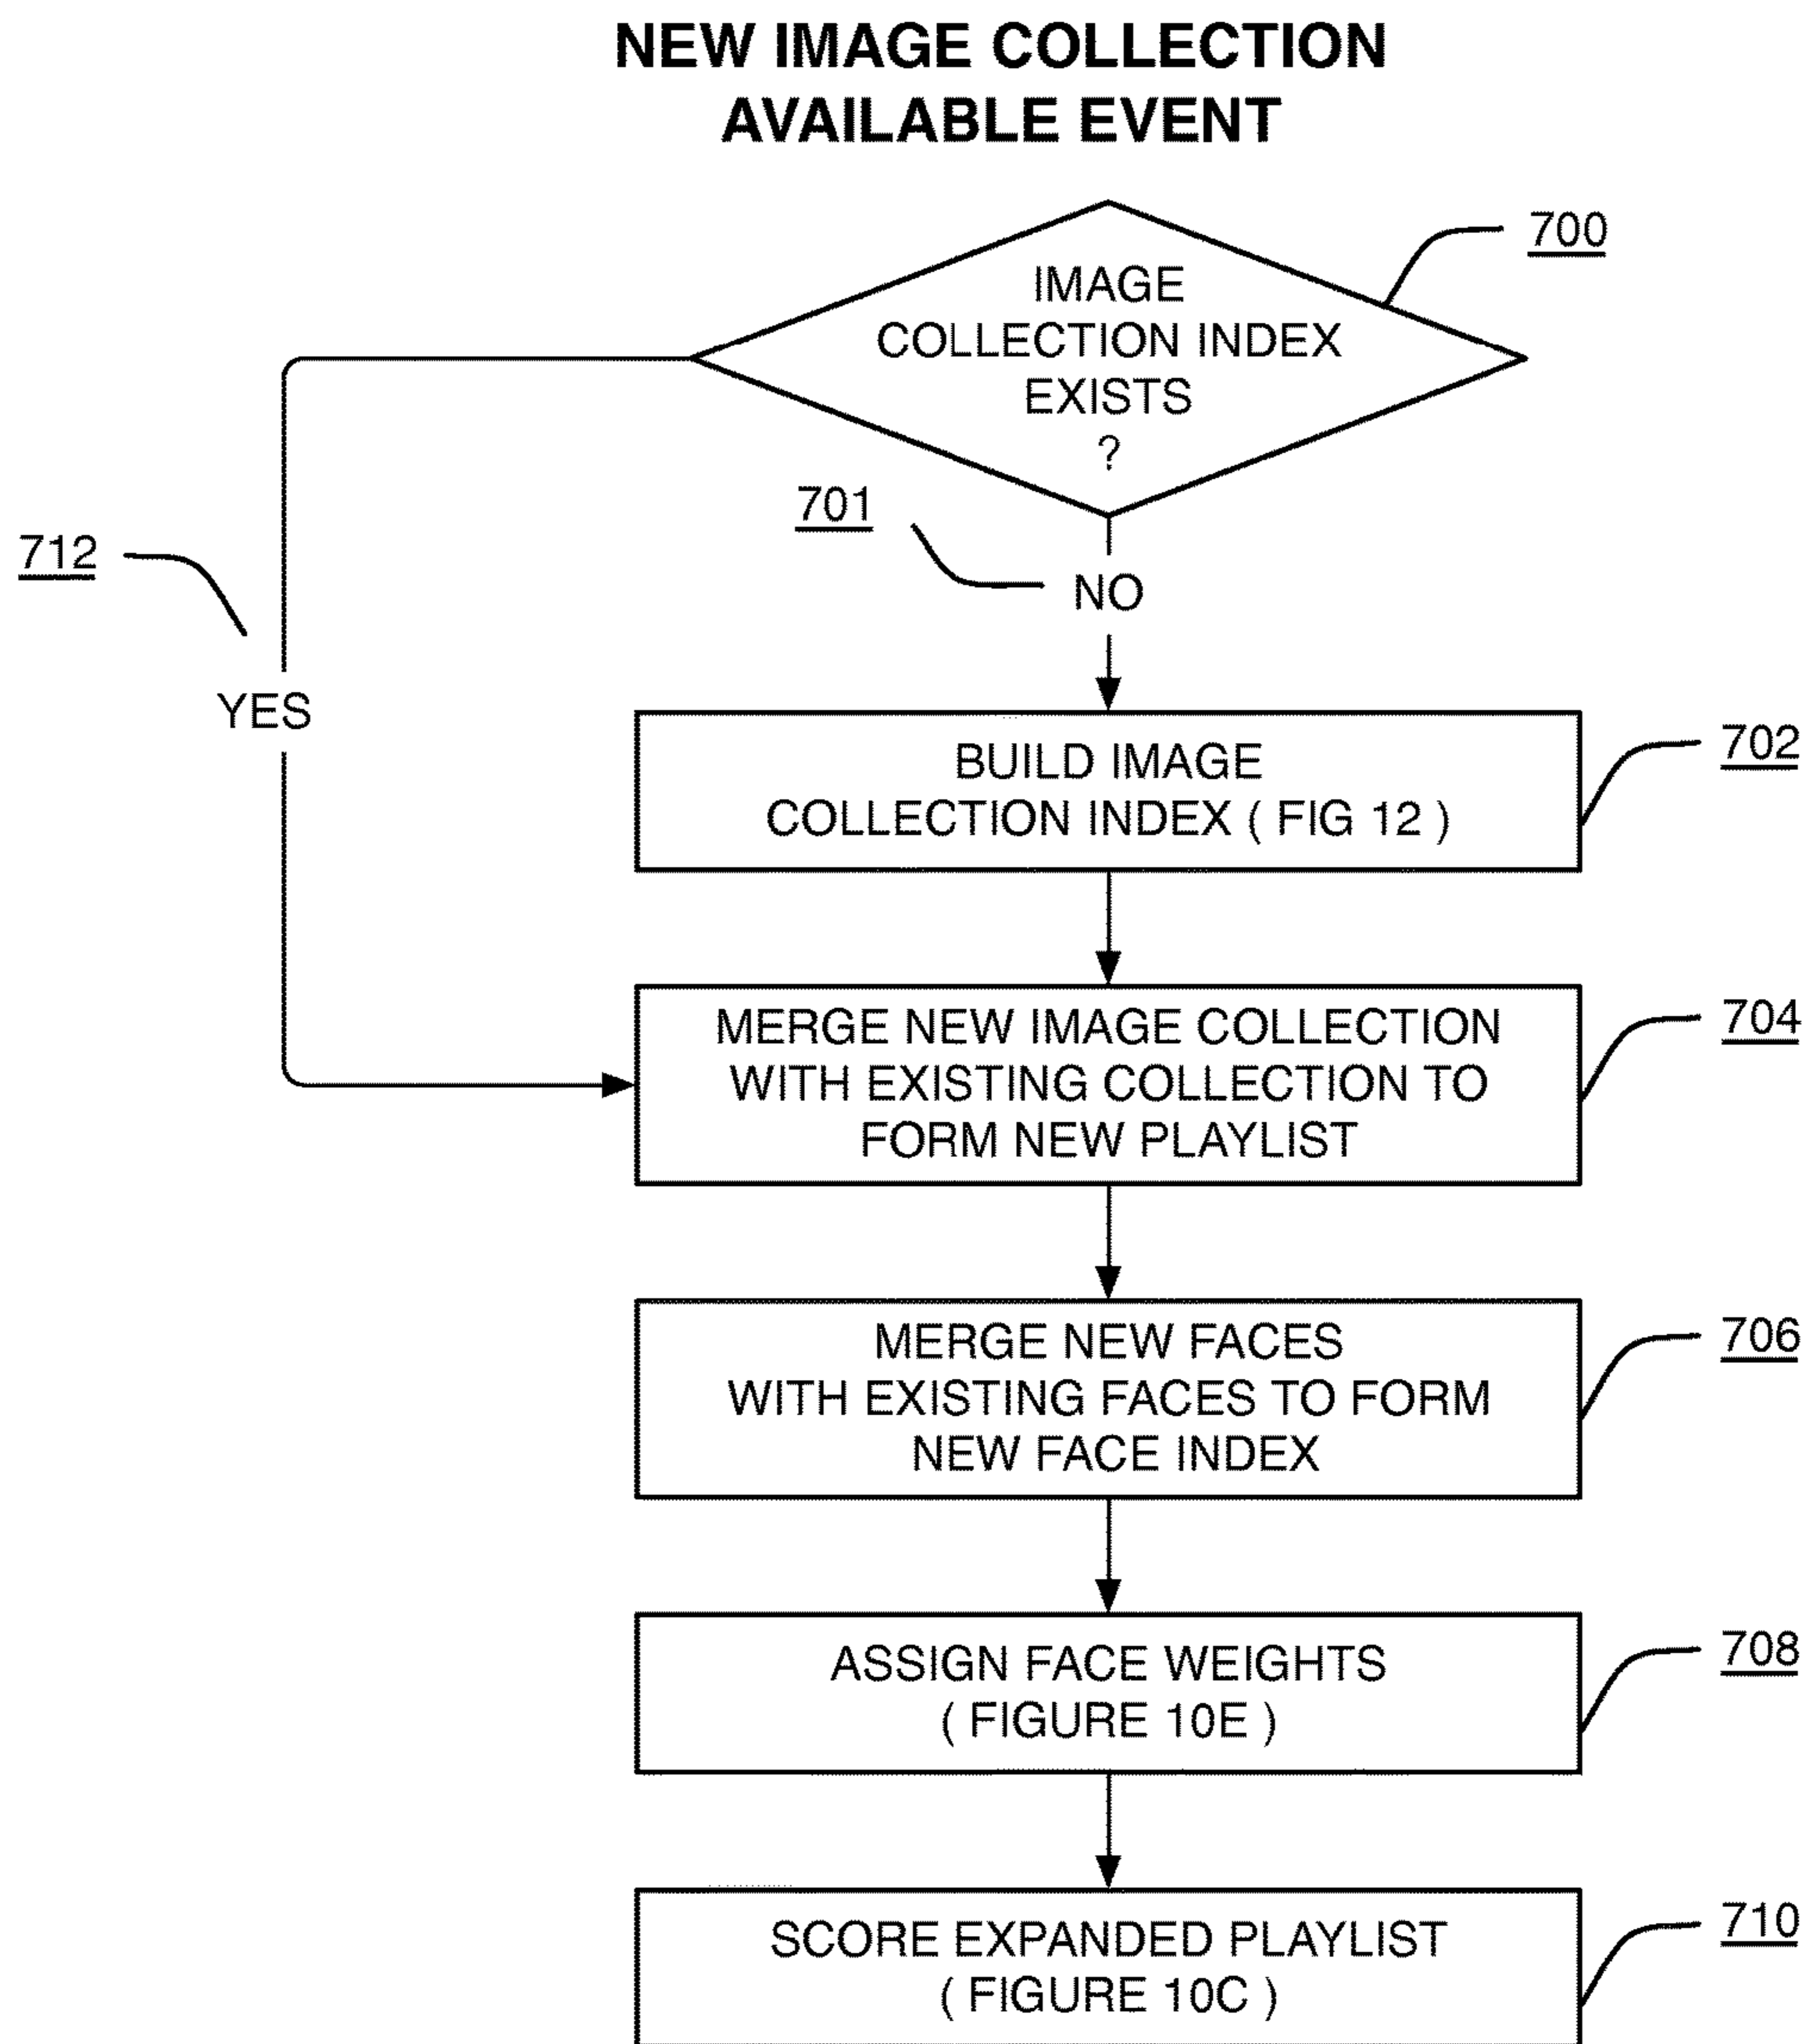 NEW IMAGE COLLECTION
AVAILABLE EVENT
700
IMAGE
COLLECTION INDEX
EXISTS
?
701
NO
712
YES
702
BUILD IMAGE
COLLECTION INDEX ( FIG 12 )
704
MERGE NEW IMAGE COLLECTION
WITH EXISTING COLLECTION TO
FORM NEW PLAYLIST
706
MERGE NEW FACES
WITH EXISTING FACES TO FORM
NEW FACE INDEX
708
ASSIGN FACE WEIGHTS
( FIGURE 10E )
710
SCORE EXPANDED PLAYLIST
( FIGURE 10C )